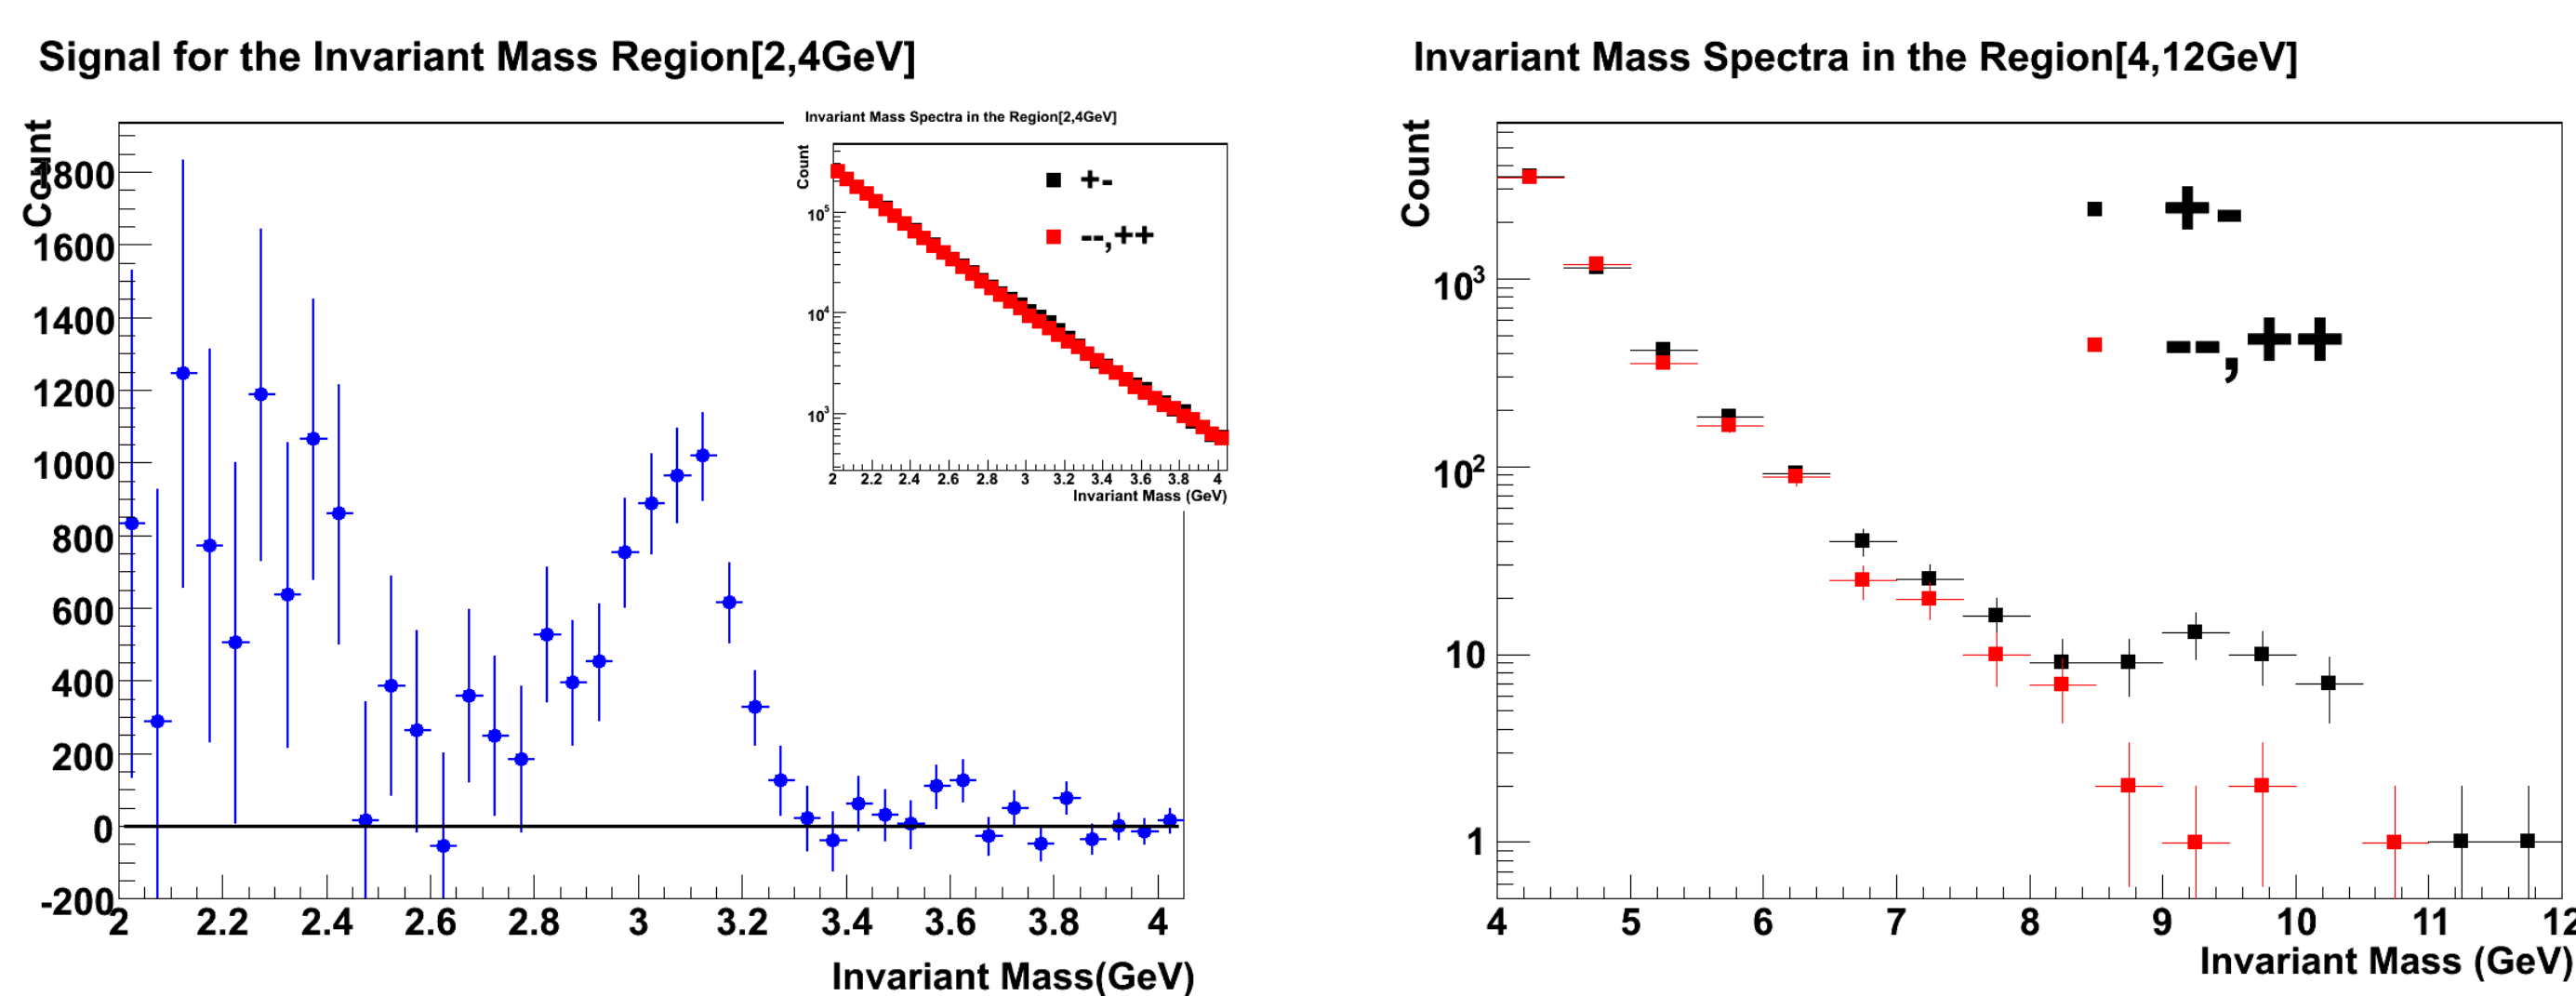 Signal for the Invariant Mass Region[2,4GeV]
Count
1800
1600
1400
1200
1000
800
600
400
200
0
-200
2 2.2 2.4 2.6 2.8 3 3.2 3.4 3.6 3.8 4
Invariant Mass(GeV)
Invariant Mass Spectra in the Region[2,4GeV]
Count
10⁵
10⁴
10³
+-
--,++
2 2.2 2.4 2.6 2.8 3 3.2 3.4 3.6 3.8 4
Invariant Mass (GeV)
Invariant Mass Spectra in the Region[4,12GeV]
Count
10³
10²
10
1
+-
--,++
4 5 6 7 8 9 10 11 12
Invariant Mass (GeV)